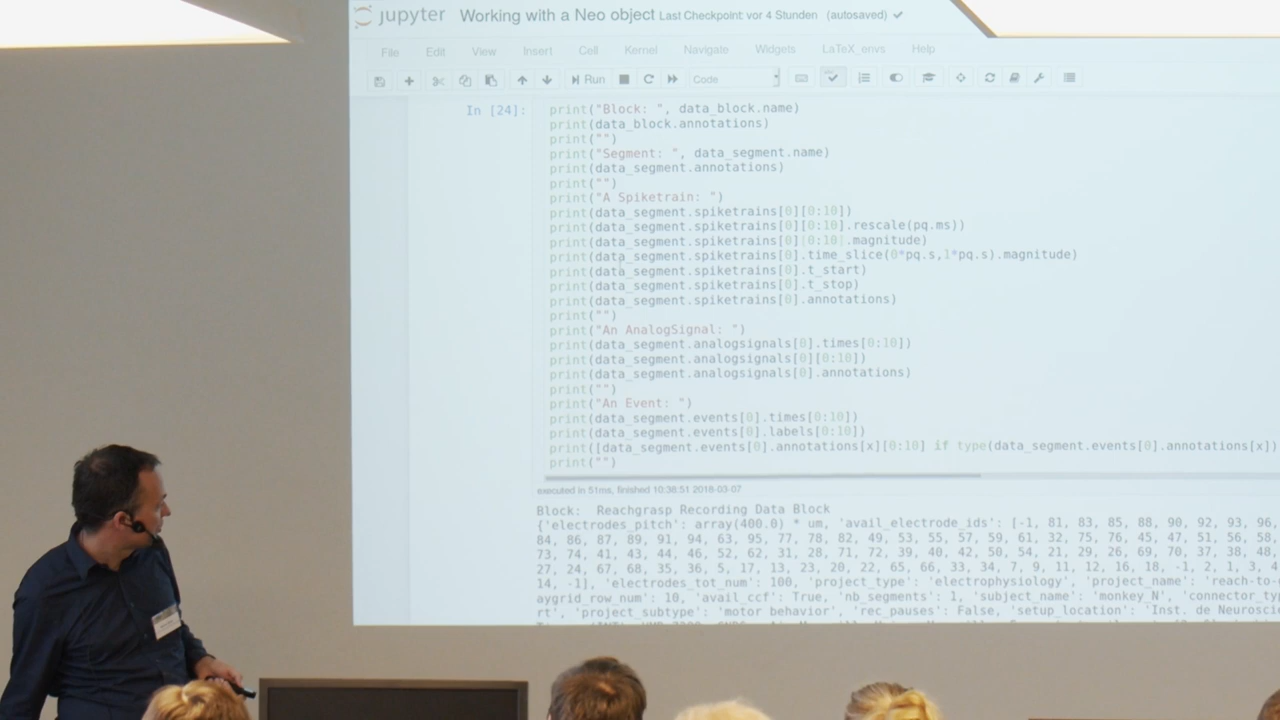 jupyter Working with a Neo object Last Checkpoint: vor 4 Stunden (autosaved)
File Edit View Insert Cell Kernel Navigate Widgets LaTeX_envs Help
Run Code
In [24]:
print("Block: ", data_block.name)
print(data_block.annotations)
print("")
print("Segment: ", data_segment.name)
print(data_segment.annotations)
print("")
print("A Spiketrain: ")
print(data_segment.spiketrains[0][0:10])
print(data_segment.spiketrains[0][0:10].rescale(pq.ms))
print(data_segment.spiketrains[0][0:10].magnitude)
print(data_segment.spiketrains[0].time_slice(0*pq.s,1*pq.s).magnitude)
print(data_segment.spiketrains[0].t_start)
print(data_segment.spiketrains[0].t_stop)
print(data_segment.spiketrains[0].annotations)
print("")
print("An AnalogSignal: ")
print(data_segment.analogsignals[0].times[0:10])
print(data_segment.analogsignals[0][0:10])
print(data_segment.analogsignals[0].annotations)
print("")
print("An Event: ")
print(data_segment.events[0].times[0:10])
print(data_segment.events[0].labels[0:10])
print([data_segment.events[0].annotations[x][0:10] if type(data_segment.events[0].annotations[x])
print("")
executed in 51ms, finished 10:38:51 2018-03-07
Block: Reachgrasp Recording Data Block
{'electrodes_pitch': array(400.0) * um, 'avail_electrode_ids': [-1, 81, 83, 85, 88, 90, 92, 93, 96,
84, 86, 87, 89, 91, 94, 63, 95, 77, 78, 82, 49, 53, 55, 57, 59, 61, 32, 75, 76, 45, 47, 51, 56, 58,
73, 74, 41, 43, 44, 46, 52, 62, 31, 28, 71, 72, 39, 40, 42, 50, 54, 21, 29, 26, 69, 70, 37, 38, 48,
27, 24, 67, 68, 35, 36, 5, 17, 13, 23, 20, 22, 65, 66, 33, 34, 7, 9, 11, 12, 16, 18, -1, 2, 1, 3,
14, -1], 'electrodes_tot_num': 100, 'project_type': 'electrophysiology', 'project_name': 'reach-to-
aygrid_row_num': 10, 'avail_ccf': True, 'nb_segments': 1, 'subject_name': 'monkey_N', 'connector_ty
rt', 'project_subtype': 'motor behavior', 'rec_pauses': False, 'setup_location': 'Inst. de Neurosci